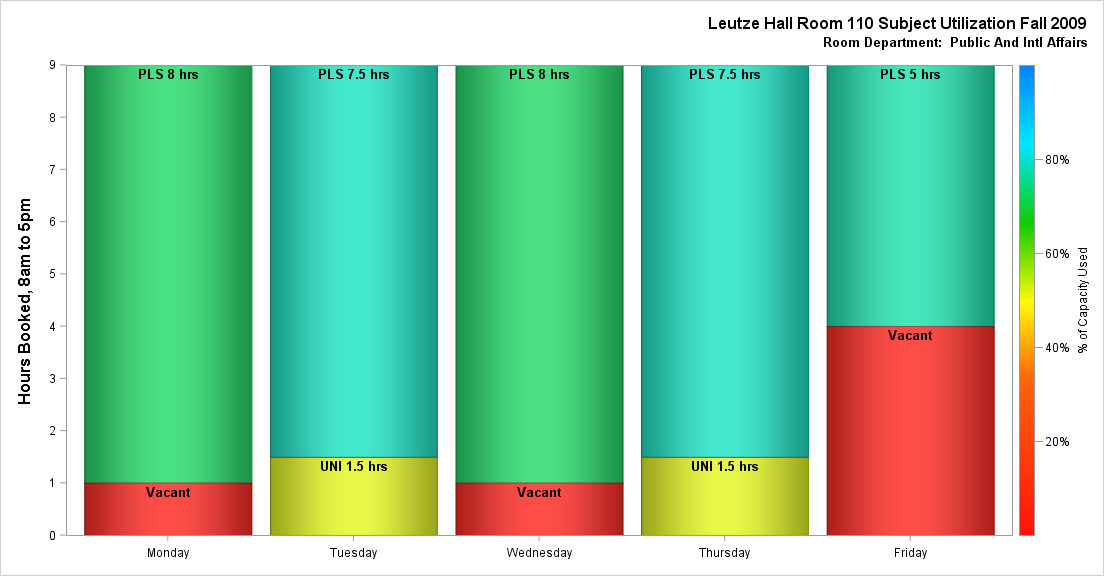 Leutze Hall Room 110 Subject Utilization Fall 2009
Room Department:  Public And Intl Affairs
Hours Booked, 8am to 5pm
9
8
7
6
5
4
3
2
1
0
PLS 8 hrs
Vacant
PLS 7.5 hrs
UNI 1.5 hrs
PLS 8 hrs
Vacant
PLS 7.5 hrs
UNI 1.5 hrs
PLS 5 hrs
Vacant
Monday
Tuesday
Wednesday
Thursday
Friday
80%
60%
40%
20%
% of Capacity Used